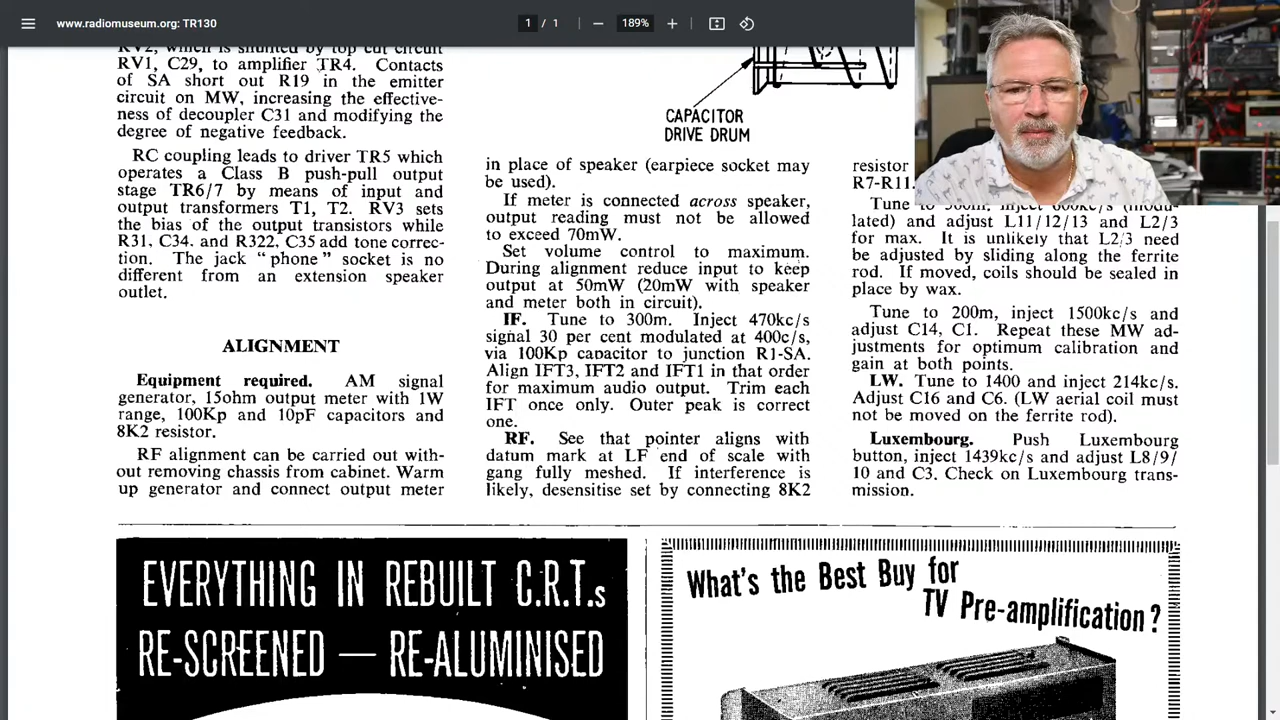 www.radiomuseum.org: TR130
1 / 1
189%
RV2, which is shunted by top cut circuit
RV1, C29, to amplifier TR4. Contacts
of SA short out R19 in the emitter
circuit on MW, increasing the effective-
ness of decoupler C31 and modifying the
degree of negative feedback.
RC coupling leads to driver TR5 which
operates a Class B push-pull output
stage TR6/7 by means of input and
output transformers T1, T2. RV3 sets
the bias of the output transistors while
R31, C34, and R322, C35 add tone correc-
tion. The jack "phone" socket is no
different from an extension speaker
outlet.
ALIGNMENT
Equipment required. AM signal
generator, 15ohm output meter with 1W
range, 100Kp and 10pF capacitors and
8K2 resistor.
RF alignment can be carried out with-
out removing chassis from cabinet. Warm
up generator and connect output meter
CAPACITOR
DRIVE DRUM
in place of speaker (earpiece socket may
be used).
If meter is connected across speaker,
output reading must not be allowed
to exceed 70mW.
Set volume control to maximum.
During alignment reduce input to keep
output at 50mW (20mW with speaker
and meter both in circuit).
IF. Tune to 300m. Inject 470kc/s
signal 30 per cent modulated at 400c/s,
via 100Kp capacitor to junction R1-SA.
Align IFT3, IFT2 and IFT1 in that order
for maximum audio output. Trim each
IFT once only. Outer peak is correct
one.
RF. See that pointer aligns with
datum mark at LF end of scale with
gang fully meshed. If interference is
likely, desensitise set by connecting 8K2
resistor
R7-R11.
Tune to
lated) and adjust L11/12/13 and L2/3
for max. It is unlikely that L2/3 need
be adjusted by sliding along the ferrite
rod. If moved, coils should be sealed in
place by wax.
Tune to 200m, inject 1500kc/s and
adjust C14, C1. Repeat these MW ad-
justments for optimum calibration and
gain at both points.
LW. Tune to 1400 and inject 214kc/s.
Adjust C16 and C6. (LW aerial coil must
not be moved on the ferrite rod).
Luxembourg. Push Luxembourg
button, inject 1439kc/s and adjust L8/9/
10 and C3. Check on Luxembourg trans-
mission.
EVERYTHING IN REBUILT C.R.T.s
RE-SCREENED — RE-ALUMINISED
What's the Best Buy for
TV Pre-amplification?